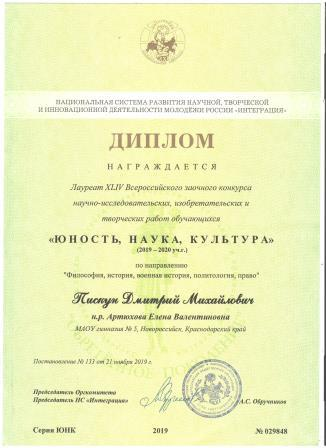 НАЦИОНАЛЬНАЯ СИСТЕМА РАЗВИТИЯ НАУЧНОЙ, ТВОРЧЕСКОЙ
И ИННОВАЦИОННОЙ ДЕЯТЕЛЬНОСТИ МОЛОДЁЖИ РОССИИ «ИНТЕГРАЦИЯ»
ДИПЛОМ
НАГРАЖДАЕТСЯ
Лауреат XLIV Всероссийского заочного конкурса
научно-исследовательских, изобретательских и
творческих работ обучающихся
«ЮНОСТЬ, НАУКА, КУЛЬТУРА»
(2019 – 2020 уч.г.)
по направлению
"Философия, история, военная история, политология, право"
Пискун Дмитрий Михайлович
н.р. Артюхова Елена Валентиновна
МАОУ гимназия № 5, Новороссийск, Краснодарский край
Постановление № 133 от 21 ноября 2019 г.
Председатель Оргкомитета
Председатель НС «Интеграция» А.С. Обручников
Серия ЮНК 2019 № 029848